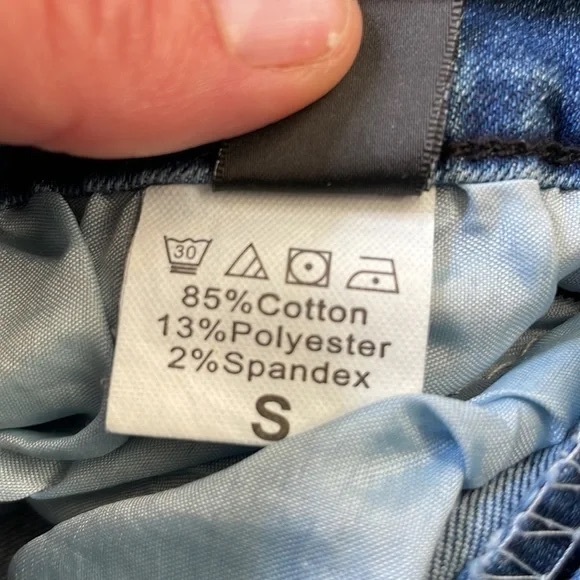 30
85%Cotton
13%Polyester
2%Spandex
S